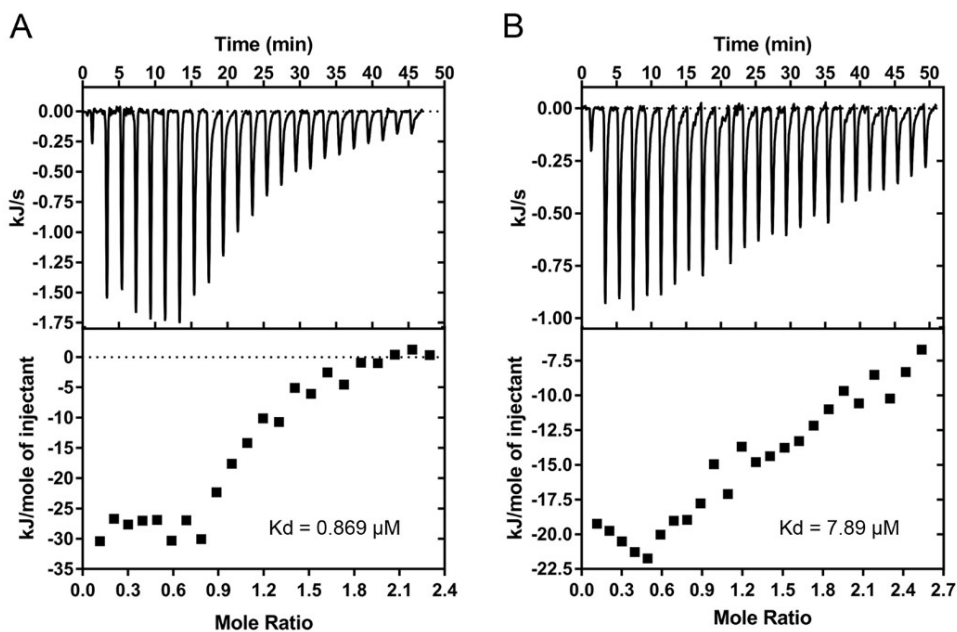 A
Time (min)
0 5 10 15 20 25 30 35 40 45 50
0.00
-0.25
-0.50
-0.75
-1.00
-1.25
-1.50
-1.75
kJ/s
0
-5
-10
-15
-20
-25
-30
-35
kJ/mole of injectant
Kd = 0.869 µM
0.0 0.3 0.6 0.9 1.2 1.5 1.8 2.1 2.4
Mole Ratio
B
Time (min)
0 5 10 15 20 25 30 35 40 45 50
0.00
-0.25
-0.50
-0.75
-1.00
kJ/s
-7.5
-10.0
-12.5
-15.0
-17.5
-20.0
-22.5
kJ/mole of injectant
Kd = 7.89 µM
0.0 0.3 0.6 0.9 1.2 1.5 1.8 2.1 2.4 2.7
Mole Ratio